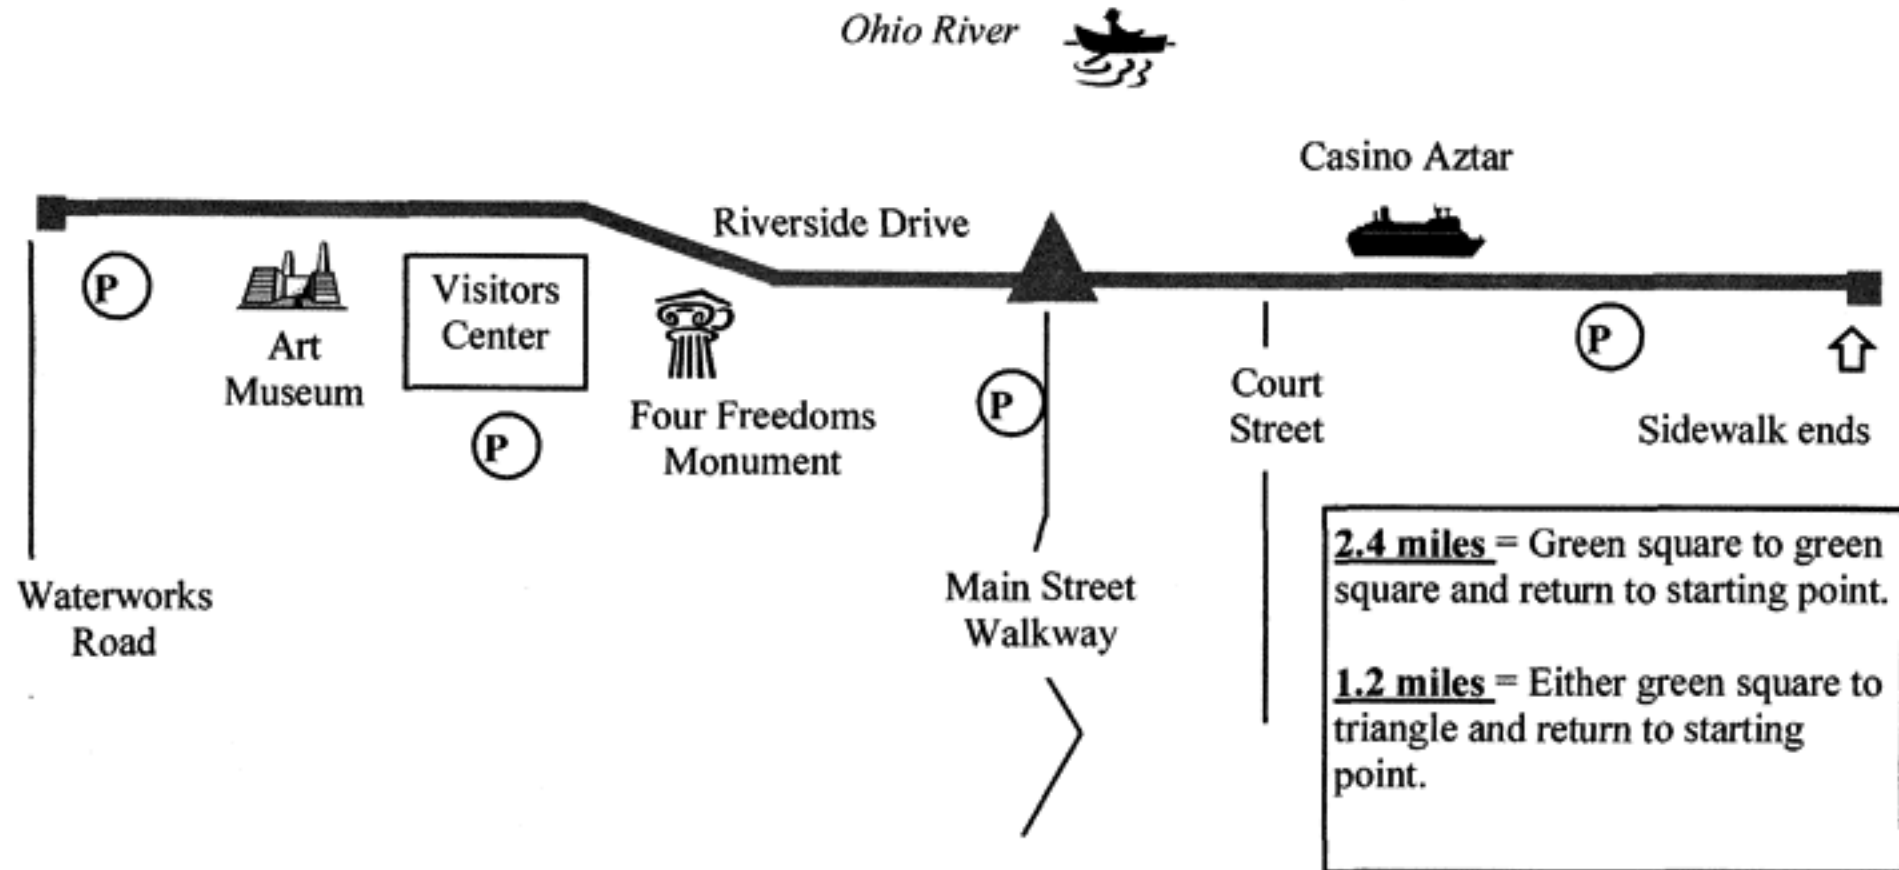 Ohio River
Casino Aztar
Riverside Drive
P
Art
Museum
Visitors
Center
P
Four Freedoms
Monument
P
Court
Street
P
Sidewalk ends
Waterworks
Road
Main Street
Walkway
2.4 miles = Green square to green
square and return to starting point.
1.2 miles = Either green square to
triangle and return to starting
point.